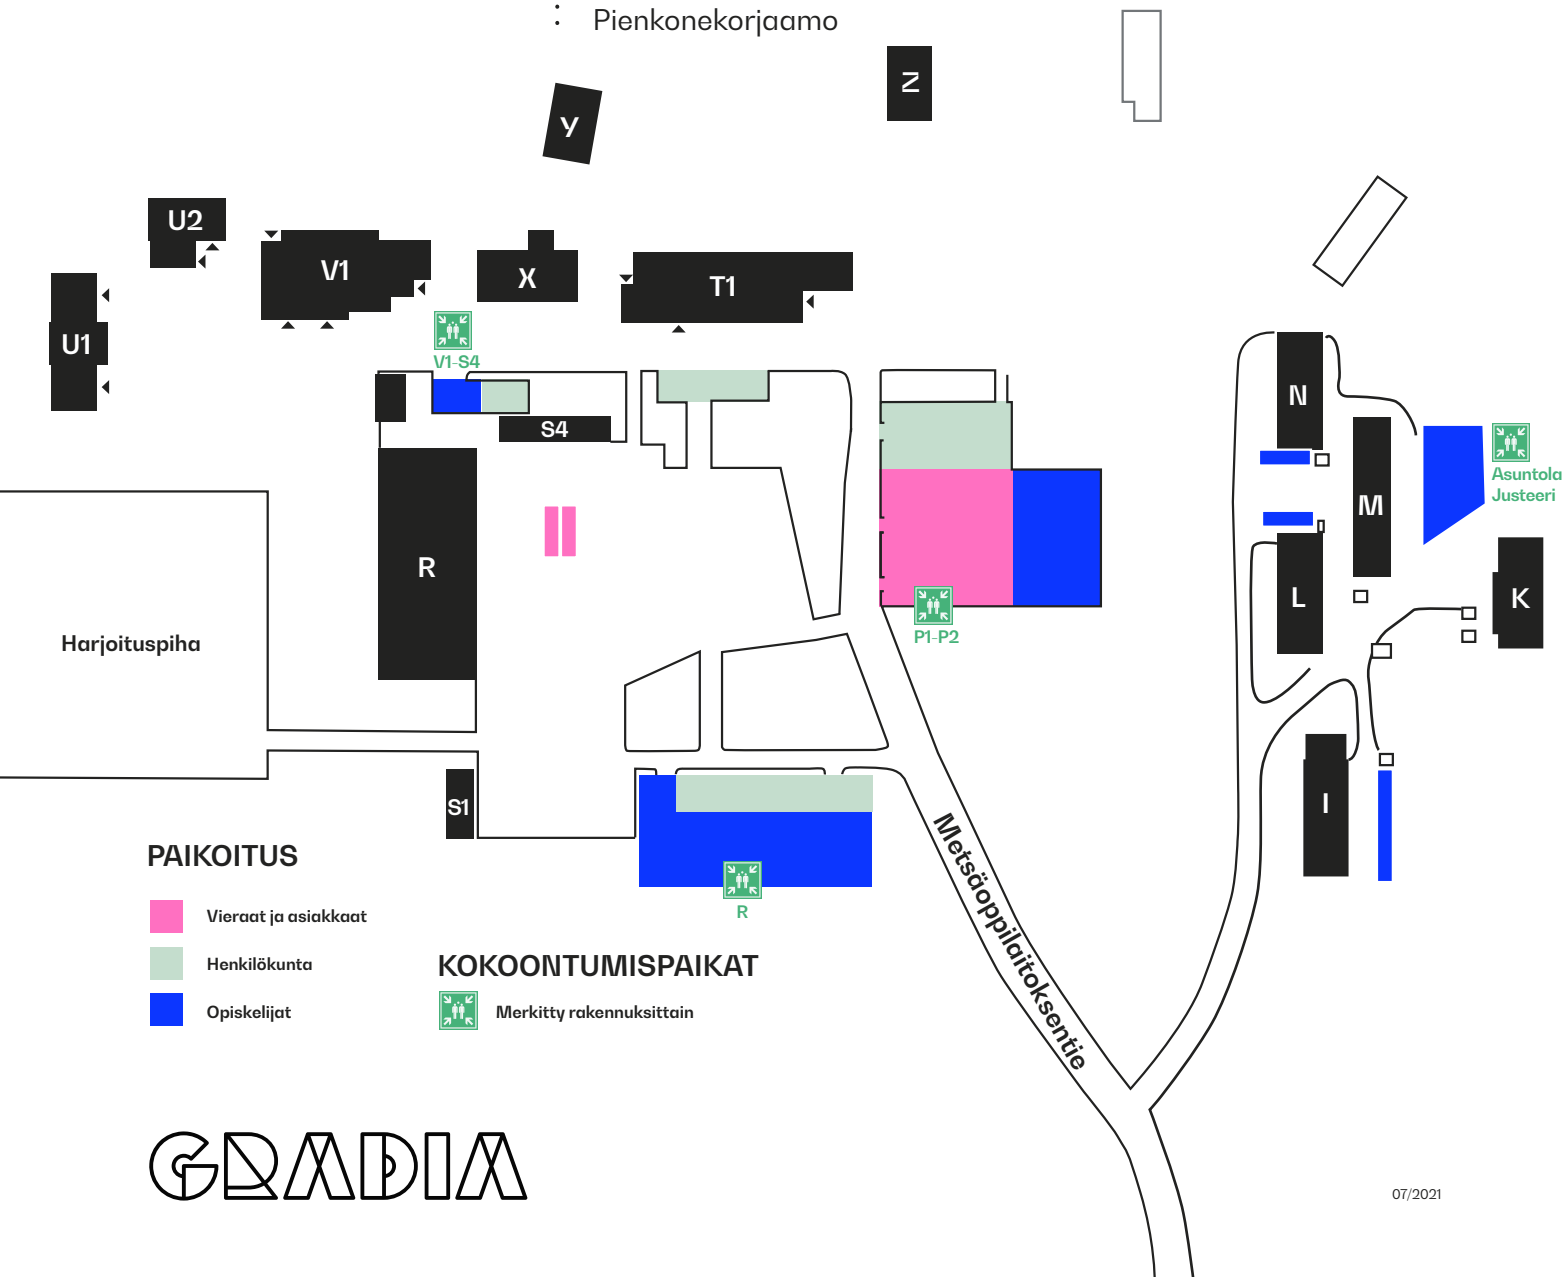 : Pienkonekorjaamo
Z
Y
U2
V1
X
T1
U1
V1-S4
S4
N
M
Asuntola
Justeeri
R
L
K
P1-P2
Harjoituspiha
S1
I
Metsäoppilaitoksentie
R
PAIKOITUS
Vieraat ja asiakkaat
Henkilökunta
Opiskelijat
KOKOONTUMISPAIKAT
Merkitty rakennuksittain
GRADIA
07/2021